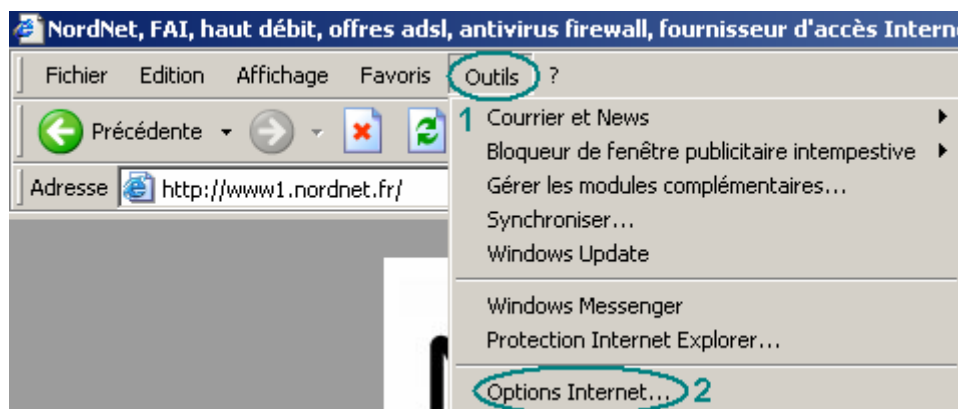 NordNet, FAI, haut débit, offres adsl, antivirus firewall, fournisseur d'accès Intern
Fichier Edition Affichage Favoris Outils ?
1 Courrier et News
Précédente
Bloqueur de fenêtre publicitaire intempestive
Adresse http://www1.nordnet.fr/
Gérer les modules complémentaires...
Synchroniser...
Windows Update
Windows Messenger
Protection Internet Explorer...
Options Internet... 2